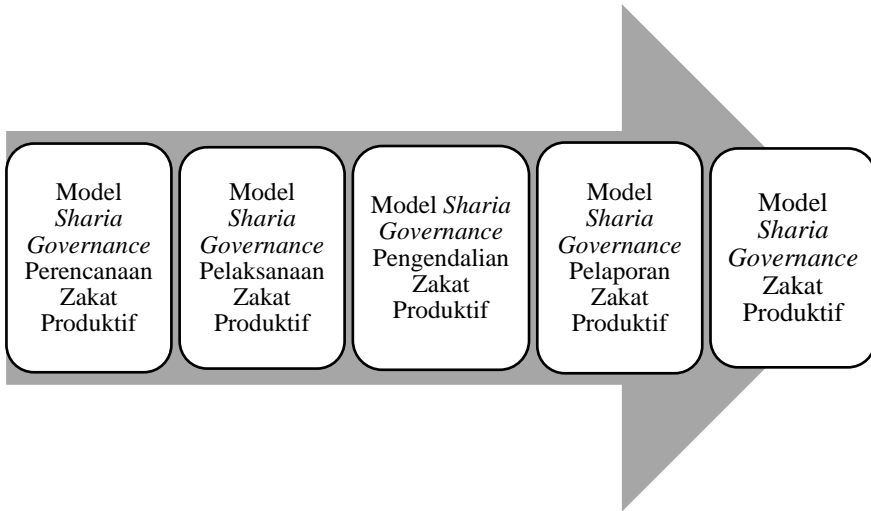 Model
Sharia
Governance
Perencanaan
Zakat
Produktif
Model
Sharia
Governance
Pelaksanaan
Zakat
Produktif
Model Sharia
Governance
Pengendalian
Zakat
Produktif
Model
Sharia
Governance
Pelaporan
Zakat
Produktif
Model
Sharia
Governance
Zakat
Produktif